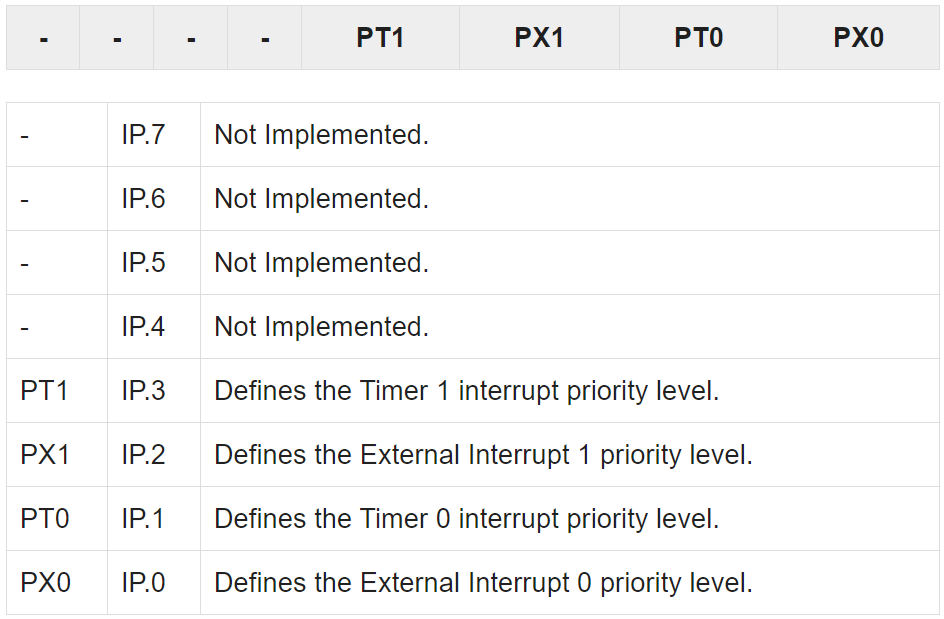 - - - - PT1 PX1 PT0 PX0
- IP.7 Not Implemented.
- IP.6 Not Implemented.
- IP.5 Not Implemented.
- IP.4 Not Implemented.
PT1 IP.3 Defines the Timer 1 interrupt priority level.
PX1 IP.2 Defines the External Interrupt 1 priority level.
PT0 IP.1 Defines the Timer 0 interrupt priority level.
PX0 IP.0 Defines the External Interrupt 0 priority level.